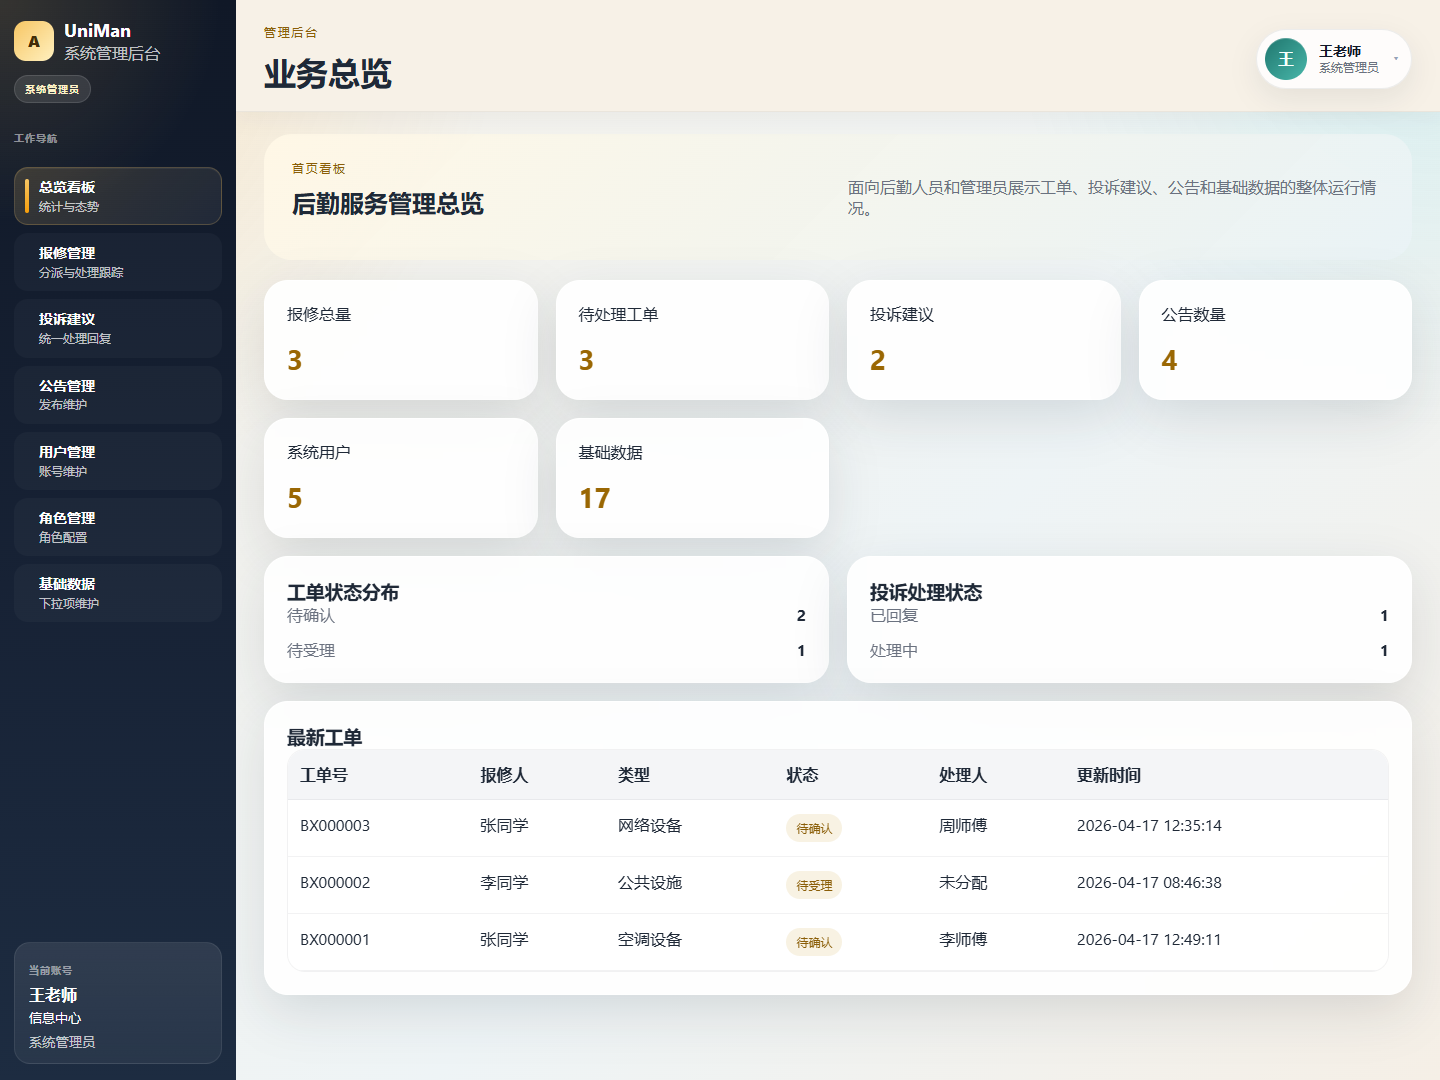 A
UniMan
系统管理后台
系统管理员
工作导航
总览看板
统计与态势
报修管理
分派与处理跟踪
投诉建议
统一处理回复
公告管理
发布维护
用户管理
账号维护
角色管理
角色配置
基础数据
下拉项维护
当前账号
王老师
信息中心
系统管理员
管理后台
业务总览
王
王老师
系统管理员
首页看板
后勤服务管理总览
面向后勤人员和管理员展示工单、投诉建议、公告和基础数据的整体运行情
况。
报修总量
3
待处理工单
3
投诉建议
2
公告数量
4
系统用户
5
基础数据
17
工单状态分布
待确认 2
待受理 1
投诉处理状态
已回复 1
处理中 1
最新工单
工单号 报修人 类型 状态 处理人 更新时间
BX000003 张同学 网络设备 待确认 周师傅 2026-04-17 12:35:14
BX000002 李同学 公共设施 待受理 未分配 2026-04-17 08:46:38
BX000001 张同学 空调设备 待确认 李师傅 2026-04-17 12:49:11